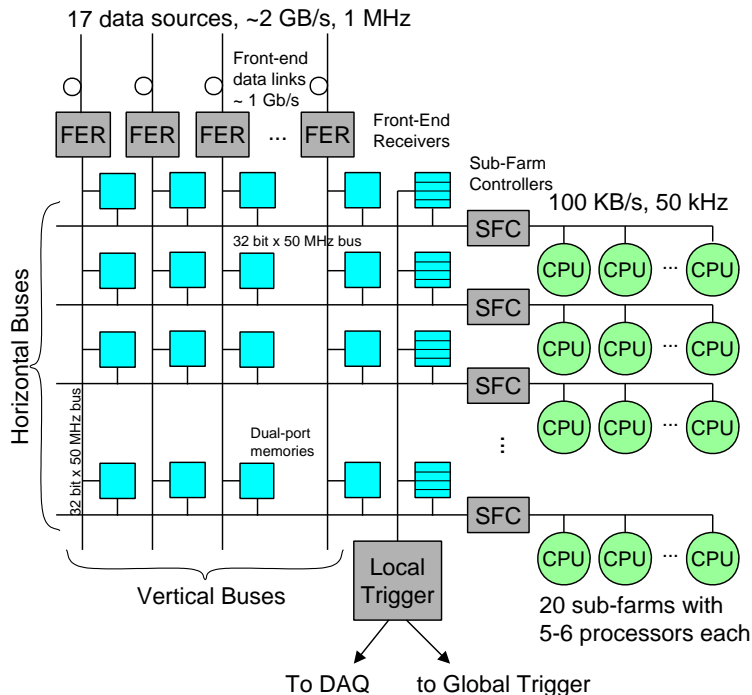 17 data sources, ~2 GB/s, 1 MHz
Front-end
data links
~ 1 Gb/s
FER
FER
FER
...
FER
Front-End
Receivers
Sub-Farm
Controllers
100 KB/s, 50 kHz
SFC
32 bit x 50 MHz bus
CPU
CPU
...
CPU
SFC
CPU
CPU
...
CPU
SFC
CPU
CPU
...
CPU
Horizontal Buses
32 bit x 50 MHz bus
Dual-port
memories
...
SFC
CPU
CPU
...
CPU
Vertical Buses
Local
Trigger
20 sub-farms with
5-6 processors each
To DAQ
to Global Trigger